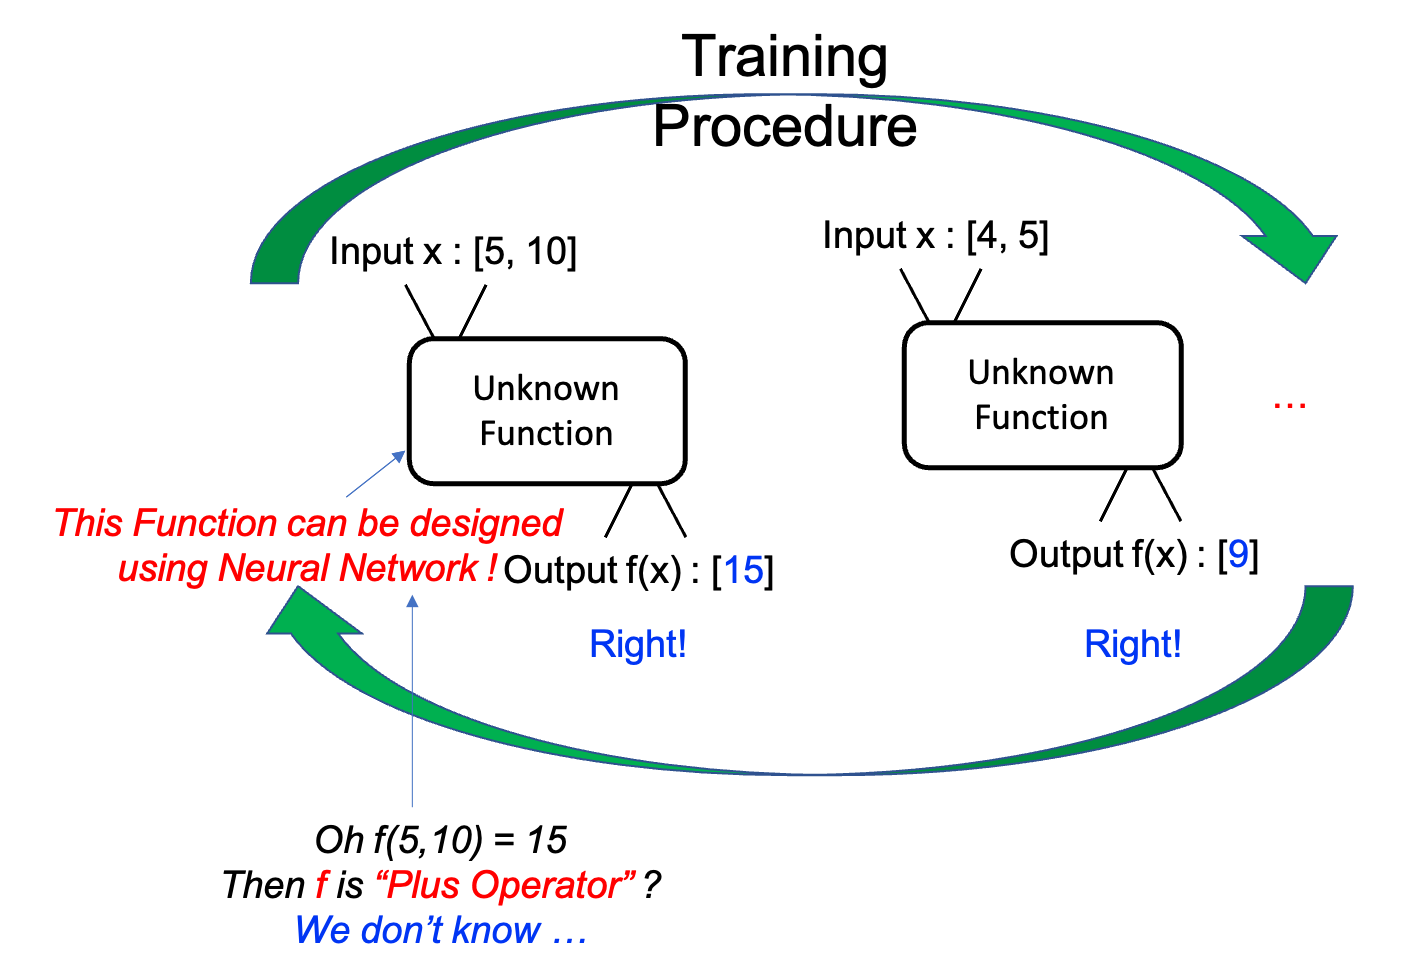 Training
Procedure
Input x : [5, 10]
Input x : [4, 5]
Unknown
Function
Unknown
Function
…
This Function can be designed
using Neural Network !
Output f(x) : [15]
Output f(x) : [9]
Right!
Right!
Oh f(5,10) = 15
Then f is “Plus Operator” ?
We don’t know …